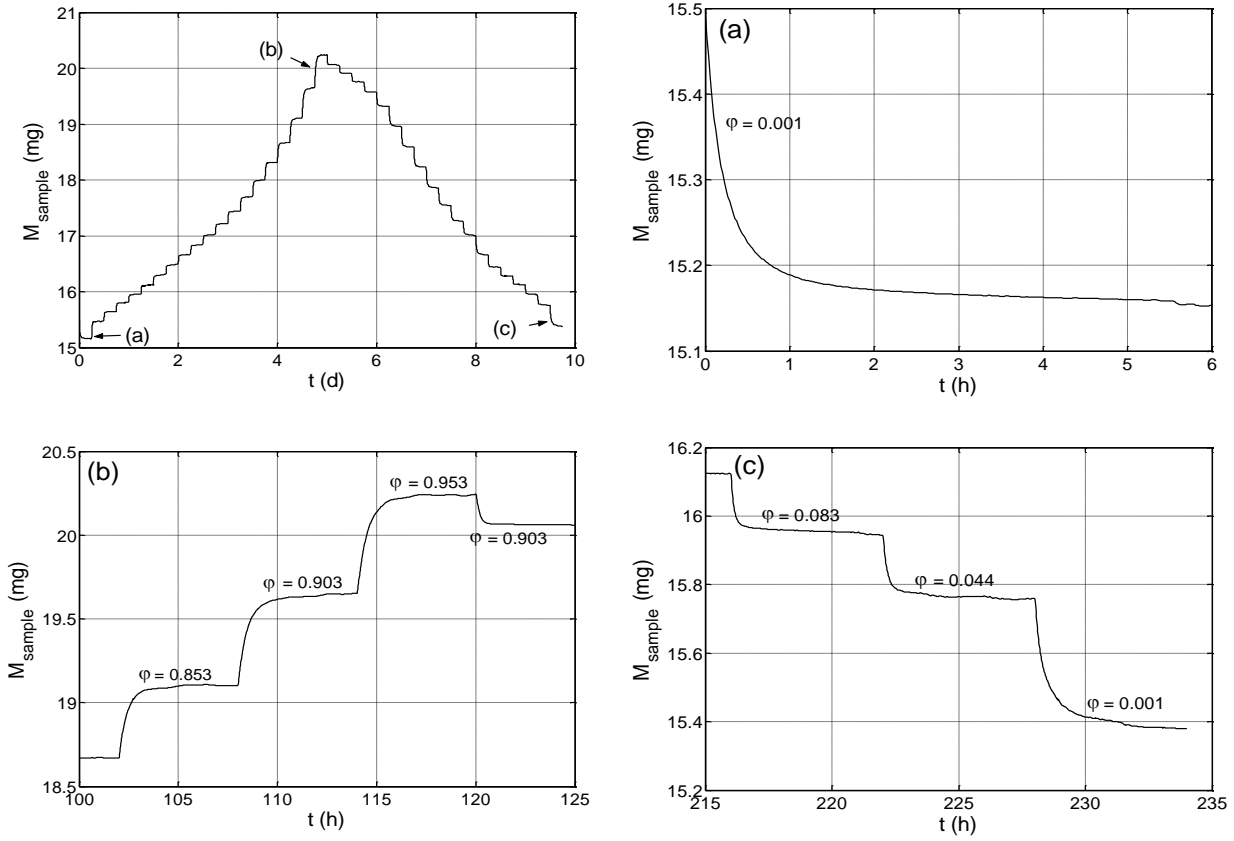 21
20
19
18
17
16
15
M_sample (mg)
0 2 4 6 8 10
t (d)
(a)
(b)
(c)
(a)
15.5
15.4
15.3
15.2
15.1
M_sample (mg)
φ = 0.001
0 1 2 3 4 5 6
t (h)
(b)
20.5
20
19.5
19
18.5
M_sample (mg)
φ = 0.953
φ = 0.903
φ = 0.903
φ = 0.853
100 105 110 115 120 125
t (h)
(c)
16.2
16
15.8
15.6
15.4
15.2
M_sample (mg)
φ = 0.083
φ = 0.044
φ = 0.001
215 220 225 230 235
t (h)